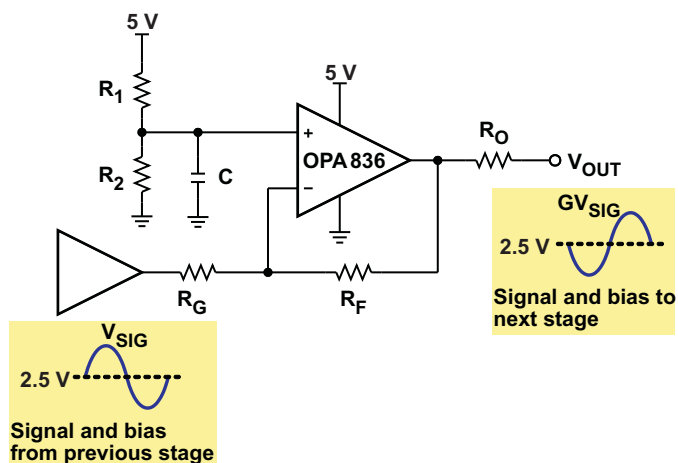 5 V
R1
5 V
+
OPA 836
−
RO
VOUT
R2
C
GVSIG
2.5 V
RG
RF
Signal and bias to
next stage
VSIG
2.5 V
Signal and bias
from previous stage